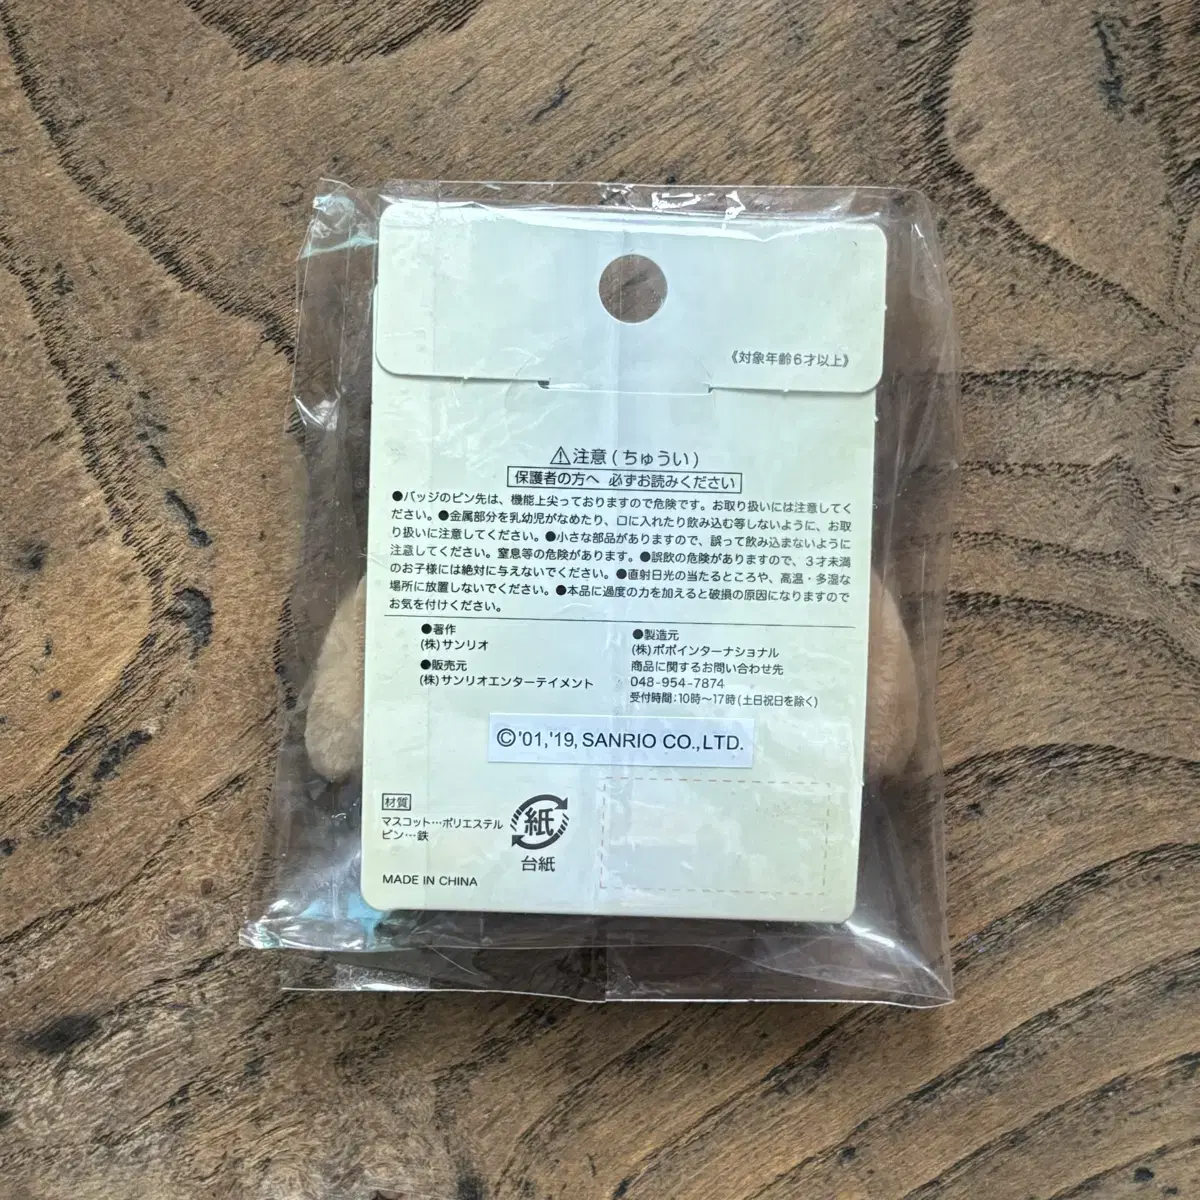 《対象年齢6才以上》
⚠注意(ちゅうい)
保護者の方へ 必ずお読みください
●バッジのピン先は、機能上尖っておりますので危険です。お取り扱いには注意してく
ださい。●金属部分を乳幼児がなめたり、口に入れたり飲み込む等しないように、お取
り扱いに注意してください。●小さな部品がありますので、誤って飲み込まないように
注意してください。窒息等の危険があります。●誤飲の危険がありますので、3才未満
のお子様には絶対に与えないでください。●直射日光の当たるところや、高温・多湿な
場所に放置しないでください。●本品に過度の力を加えると破損の原因になりますので
お気を付けください。
●著作
(株)サンリオ
●販売元
(株)サンリオエンターテイメント
●製造元
(株)ポポインターナショナル
商品に関するお問い合わせ先
048-954-7874
受付時間:10時〜17時(土日祝日を除く)
©'01,'19, SANRIO CO.,LTD.
材質
マスコット…ポリエステル
ピン…鉄
紙
台紙
MADE IN CHINA